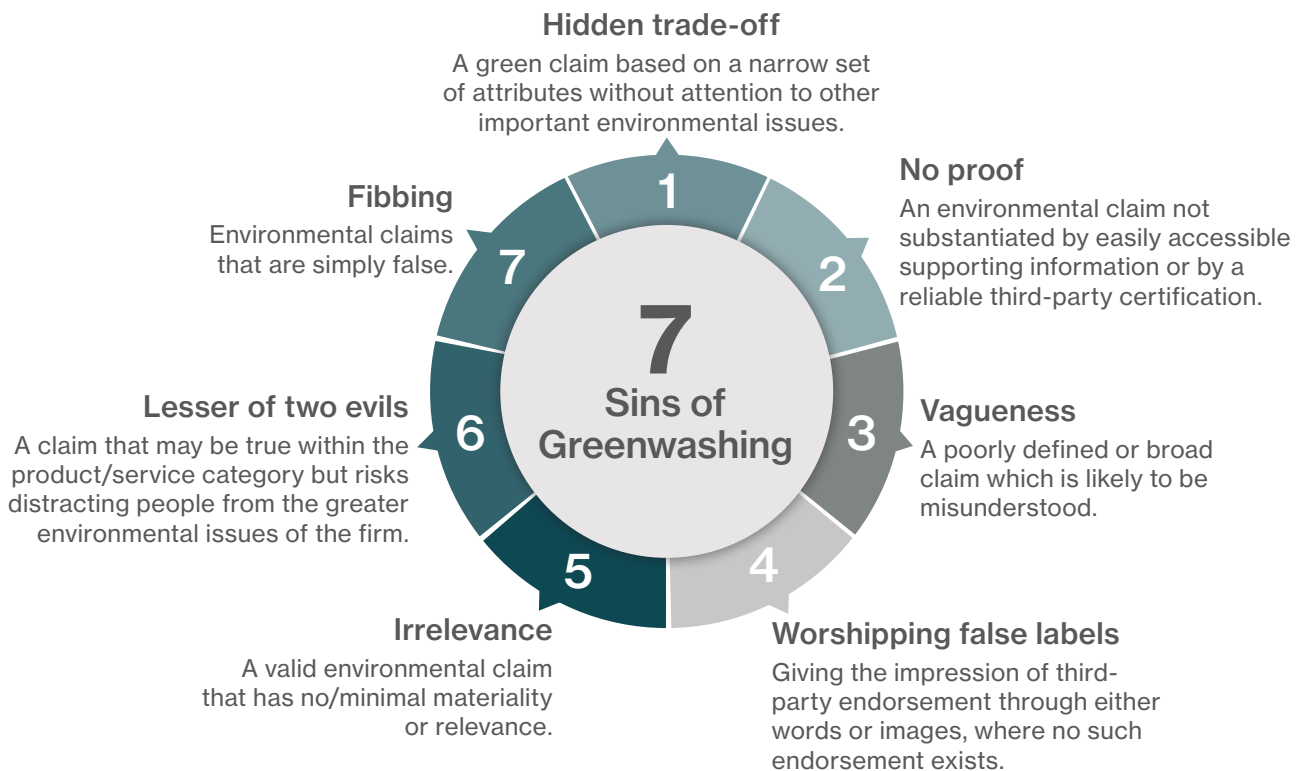 Hidden trade-off
A green claim based on a narrow set
of attributes without attention to other
important environmental issues.
1
No proof
An environmental claim not
substantiated by easily accessible
supporting information or by a
reliable third-party certification.
2
Vagueness
A poorly defined or broad
claim which is likely to be
misunderstood.
3
Worshipping false labels
Giving the impression of third-
party endorsement through either
words or images, where no such
endorsement exists.
4
Irrelevance
A valid environmental claim
that has no/minimal materiality
or relevance.
5
Lesser of two evils
A claim that may be true within the
product/service category but risks
distracting people from the greater
environmental issues of the firm.
6
Fibbing
Environmental claims
that are simply false.
7
7
Sins of
Greenwashing